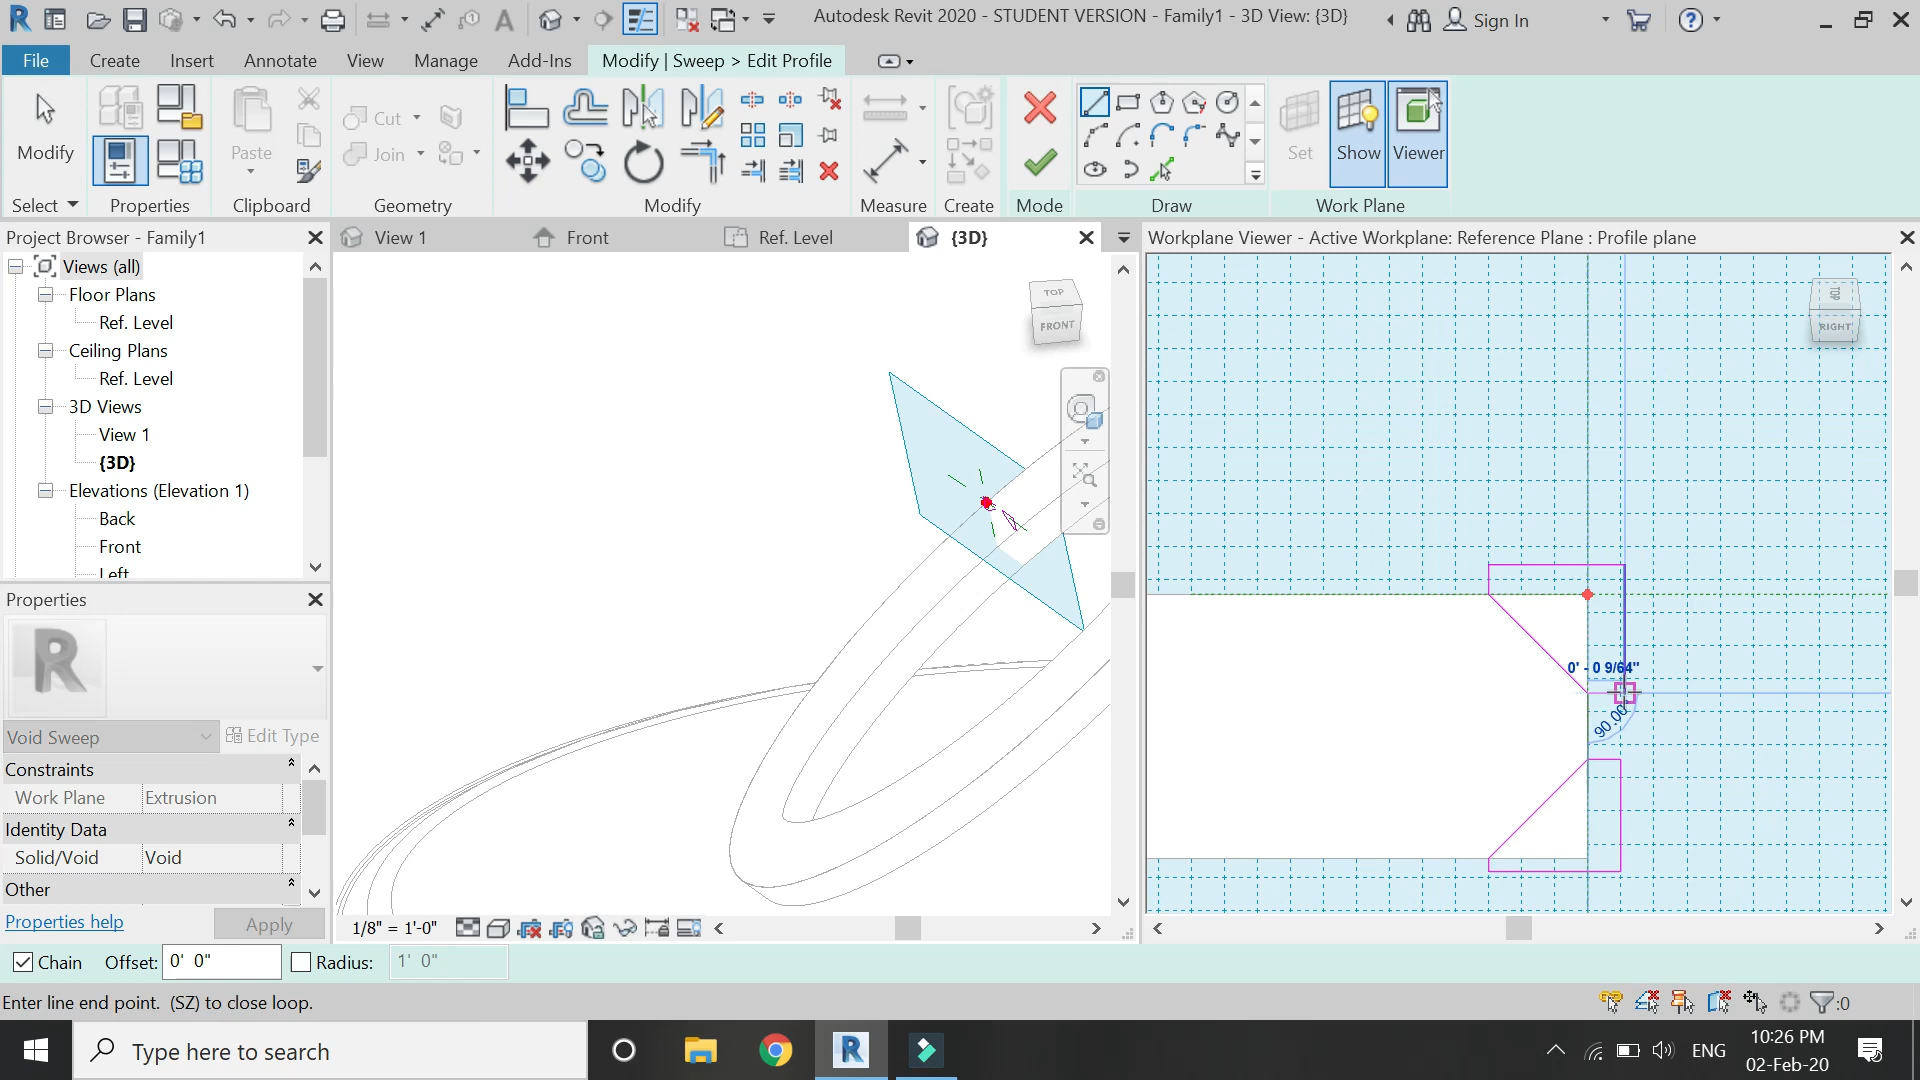 Autodesk Revit 2020 - STUDENT VERSION - Family1 - 3D View: {3D}
Sign In
File
Create
Insert
Annotate
View
Manage
Add-Ins
Modify | Sweep > Edit Profile
Modify
Paste
Cut
Join
Set
Show
Viewer
Select
Properties
Clipboard
Geometry
Modify
Measure
Create
Mode
Draw
Work Plane
Project Browser - Family1
View 1
Front
Ref. Level
{3D}
Workplane Viewer - Active Workplane: Reference Plane : Profile plane
Views (all)
Floor Plans
Ref. Level
Ceiling Plans
Ref. Level
3D Views
View 1
{3D}
Elevations (Elevation 1)
Back
Front
Left
TOP
FRONT
TOP
RIGHT
0' - 0 9/64"
90.00°
Properties
R
Void Sweep
Edit Type
Constraints
Work Plane
Extrusion
Identity Data
Solid/Void
Void
Other
Properties help
Apply
1/8" = 1'-0"
Chain
Offset:
0' 0"
Radius:
1' 0"
Enter line end point. (SZ) to close loop.
:0
Type here to search
ENG
10:26 PM
02-Feb-20